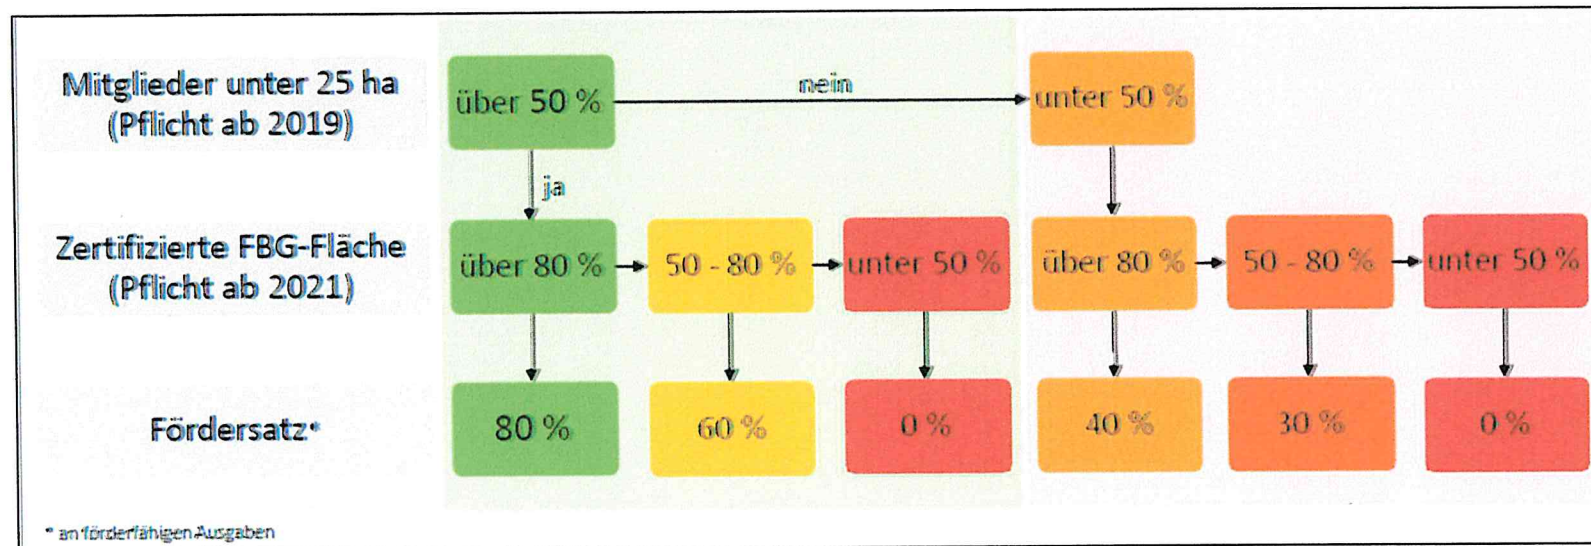 Mitglieder unter 25 ha
(Pflicht ab 2019)
über 50 %
nein
unter 50 %
ja
Zertifizierte FBG-Fläche
(Pflicht ab 2021)
über 80 %
50 - 80 %
unter 50 %
über 80 %
50 - 80 %
unter 50 %
Fördersatz*
80 %
60 %
0 %
40 %
30 %
0 %
* an förderfähigen Ausgaben